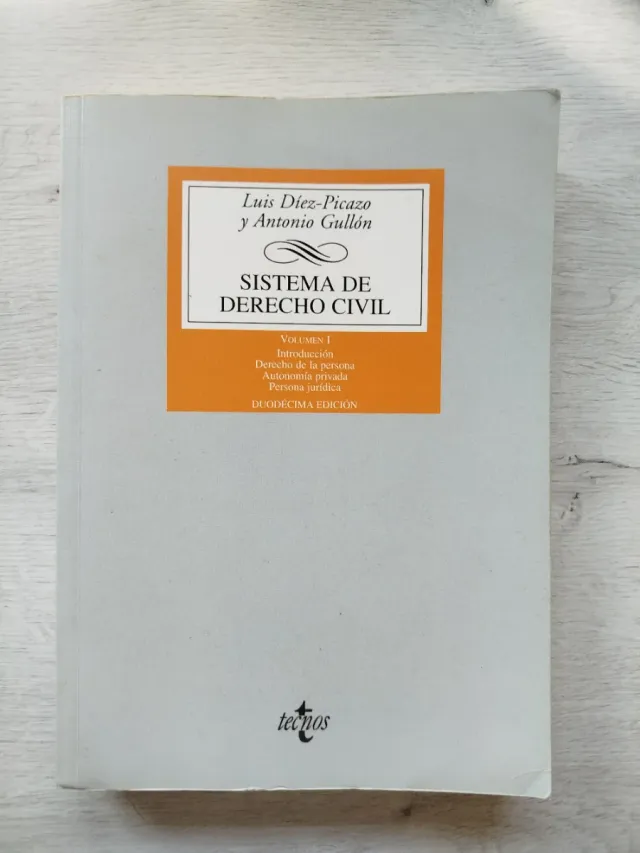 Luis Díez-Picazo
y Antonio Gullón
SISTEMA DE
DERECHO CIVIL
VOLUMEN I
Introducción
Derecho de la persona
Autonomía privada
Persona jurídica
DUODÉCIMA EDICIÓN
tecnos